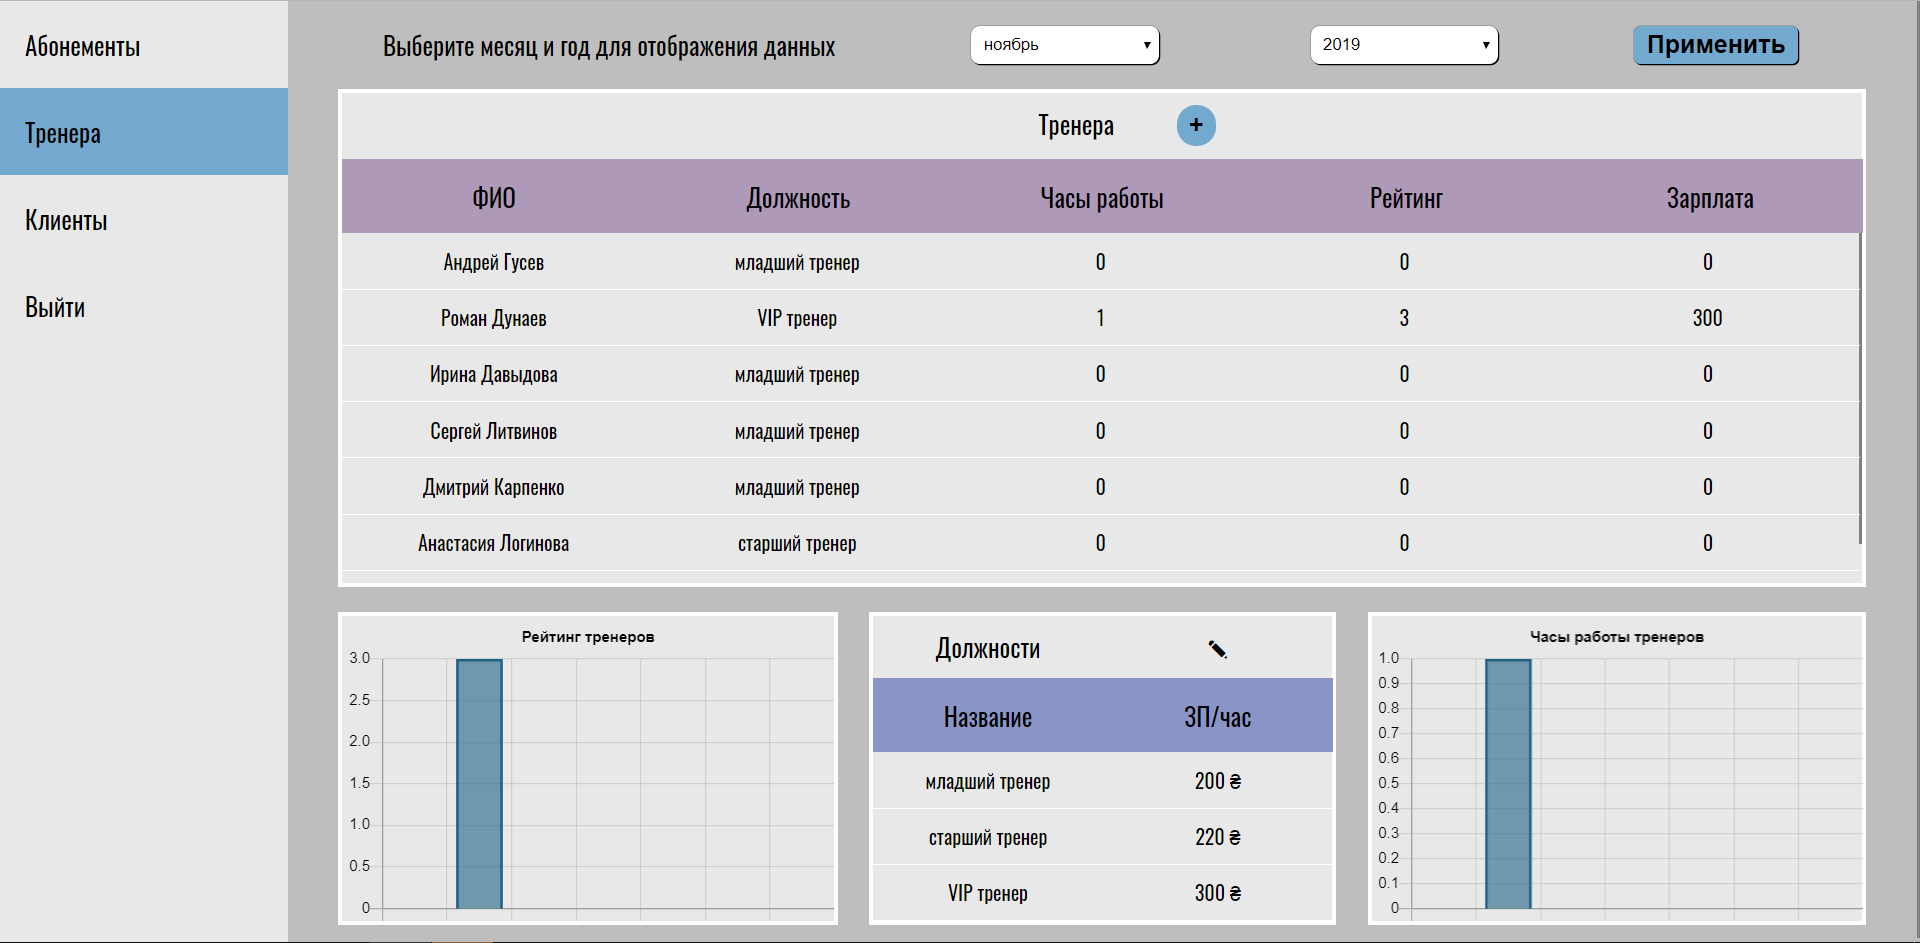 Абонементы
Тренера
Клиенты
Выйти
Выберите месяц и год для отображения данных
ноябрь
2019
Применить
Тренера +
ФИО Должность Часы работы Рейтинг Зарплата
Андрей Гусев младший тренер 0 0 0
Роман Дунаев VIP тренер 1 3 300
Ирина Давыдова младший тренер 0 0 0
Сергей Литвинов младший тренер 0 0 0
Дмитрий Карпенко младший тренер 0 0 0
Анастасия Логинова старший тренер 0 0 0
Рейтинг тренеров
3.0
2.5
2.0
1.5
1.0
0.5
0
Должности
Название ЗП/час
младший тренер 200 ₴
старший тренер 220 ₴
VIP тренер 300 ₴
Часы работы тренеров
1.0
0.9
0.8
0.7
0.6
0.5
0.4
0.3
0.2
0.1
0